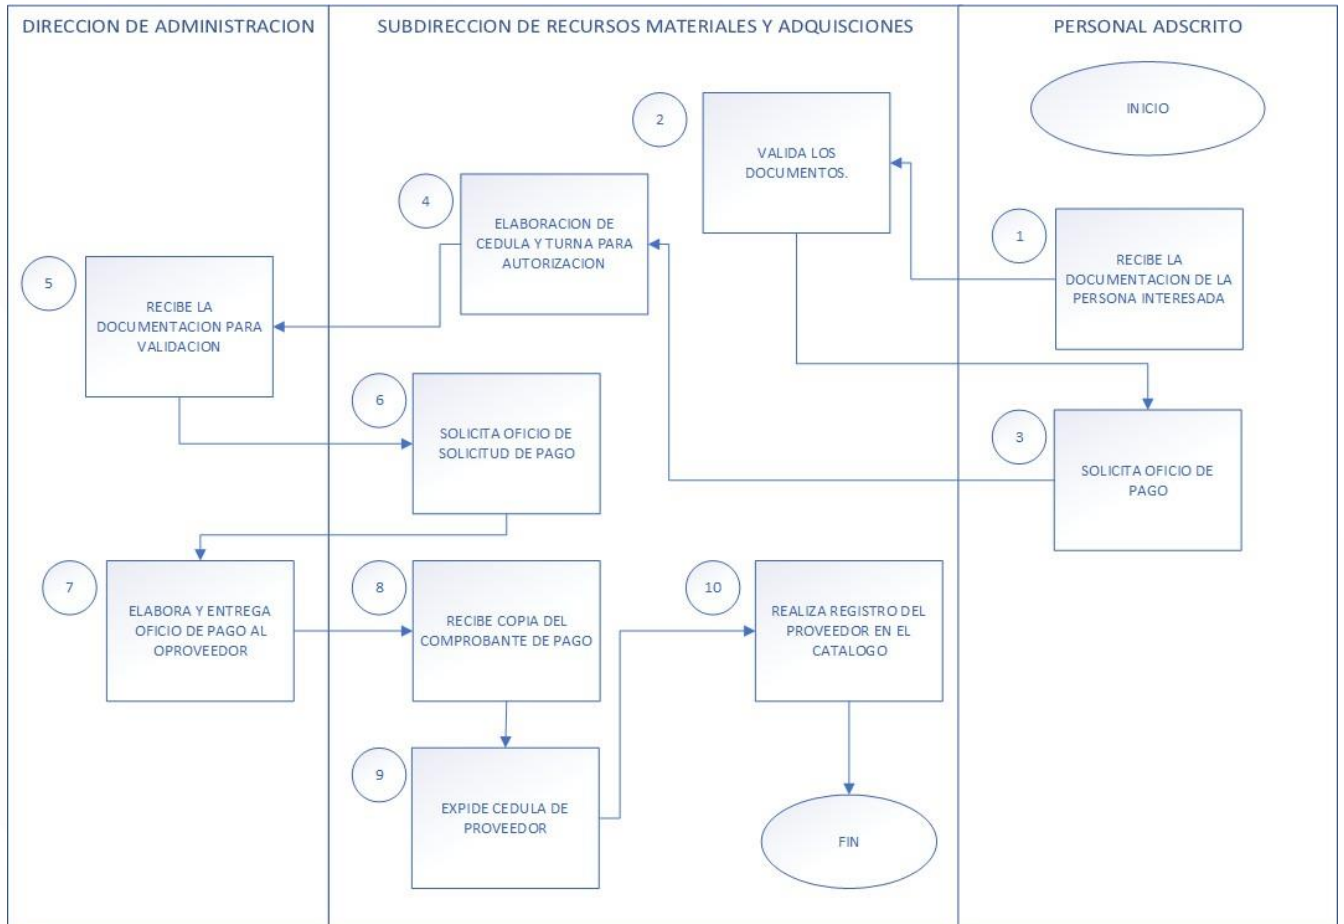 DIRECCION DE ADMINISTRACION
SUBDIRECCION DE RECURSOS MATERIALES Y ADQUISCIONES
PERSONAL ADSCRITO
INICIO
1
RECIBE LA
DOCUMENTACION DE LA
PERSONA INTERESADA
2
VALIDA LOS
DOCUMENTOS.
3
SOLICITA OFICIO DE
PAGO
4
ELABORACION DE
CEDULA Y TURNA PARA
AUTORIZACION
5
RECIBE LA
DOCUMENTACION PARA
VALIDACION
6
SOLICITA OFICIO DE
SOLICITUD DE PAGO
7
ELABORA Y ENTREGA
OFICIO DE PAGO AL
OPROVEEDOR
8
RECIBE COPIA DEL
COMPROBANTE DE PAGO
9
EXPIDE CEDULA DE
PROVEEDOR
10
REALIZA REGISTRO DEL
PROVEEDOR EN EL
CATALOGO
FIN